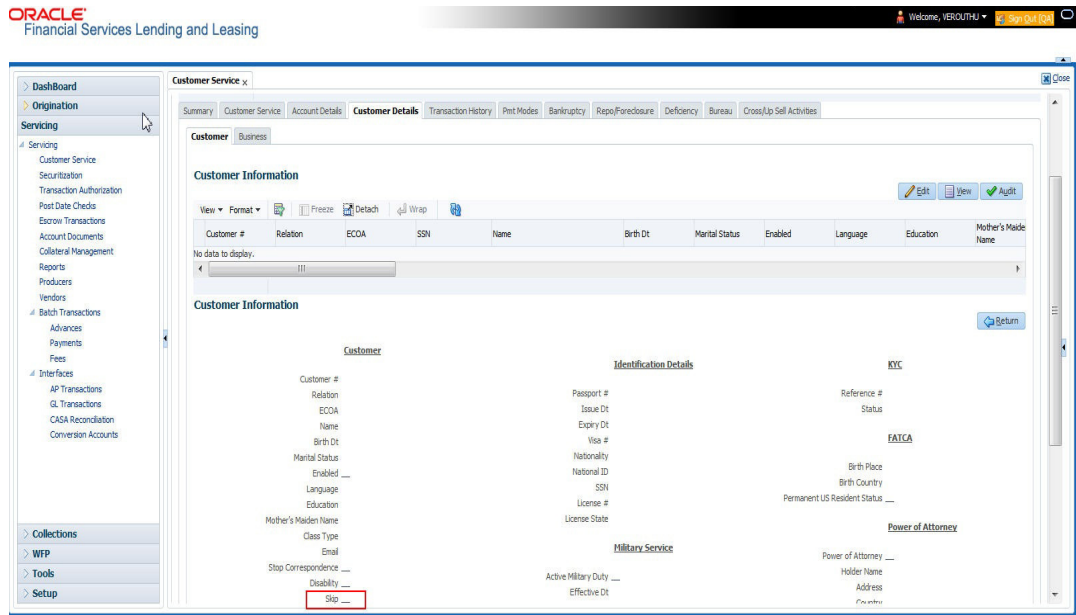 ORACLE
Financial Services Lending and Leasing
Welcome, VEROUTHU
Sign Out [QA]
DashBoard
Origination
Servicing
Servicing
Customer Service
Securitization
Transaction Authorization
Post Date Checks
Escrow Transactions
Account Documents
Collateral Management
Reports
Producers
Vendors
Batch Transactions
Advances
Payments
Fees
Interfaces
AP Transactions
GL Transactions
CASA Reconciliation
Conversion Accounts
Collections
WFP
Tools
Setup
Customer Service x
Close
Summary Customer Service Account Details Customer Details Transaction History Pmt Modes Bankruptcy Repo/Foreclosure Deficiency Bureau Cross/Up Sell Activities
Customer Business
Customer Information
Edit View Audit
View Format Freeze Detach Wrap
Customer # Relation ECOA SSN Name Birth Dt Marital Status Enabled Language Education Mother's Maide
Name
No data to display.
Customer Information
Return
Customer
Customer #
Relation
ECOA
Name
Birth Dt
Marital Status
Enabled
Language
Education
Mother's Maiden Name
Class Type
Email
Stop Correspondence
Disability
Skip
Identification Details
Passport #
Issue Dt
Expiry Dt
Visa #
Nationality
National ID
SSN
License #
License State
Military Service
Active Military Duty
Effective Dt
KYC
Reference #
Status
FATCA
Birth Place
Birth Country
Permanent US Resident Status
Power of Attorney
Power of Attorney
Holder Name
Address
Country